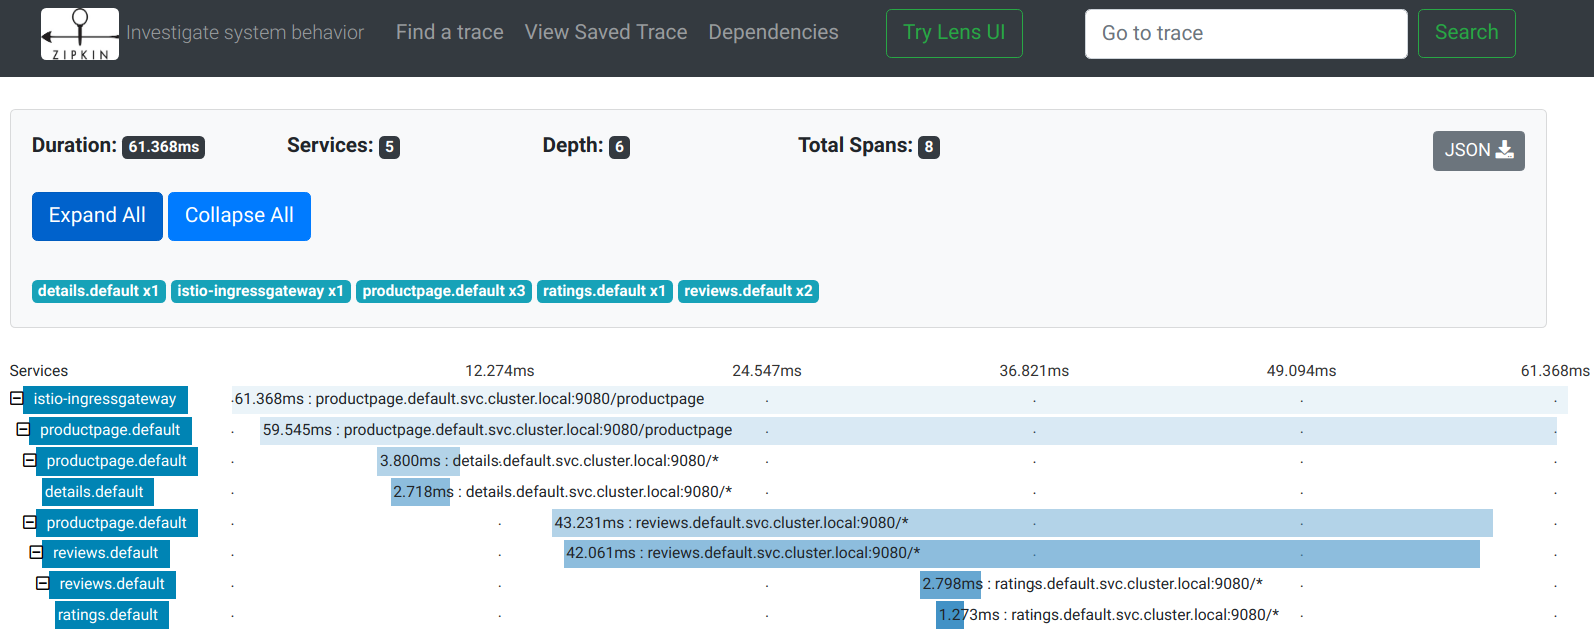 ZIPKIN Investigate system behavior Find a trace View Saved Trace Dependencies Try Lens UI Go to trace Search
Duration: 61.368ms Services: 5 Depth: 6 Total Spans: 8 JSON
Expand All Collapse All
details.default x1 istio-ingressgateway x1 productpage.default x3 ratings.default x1 reviews.default x2
Services 12.274ms 24.547ms 36.821ms 49.094ms 61.368ms
istio-ingressgateway 61.368ms : productpage.default.svc.cluster.local:9080/productpage
productpage.default 59.545ms : productpage.default.svc.cluster.local:9080/productpage
productpage.default 3.800ms : details.default.svc.cluster.local:9080/*
details.default 2.718ms : details.default.svc.cluster.local:9080/*
productpage.default 43.231ms : reviews.default.svc.cluster.local:9080/*
reviews.default 42.061ms : reviews.default.svc.cluster.local:9080/*
reviews.default 2.798ms : ratings.default.svc.cluster.local:9080/*
ratings.default 1.273ms : ratings.default.svc.cluster.local:9080/*